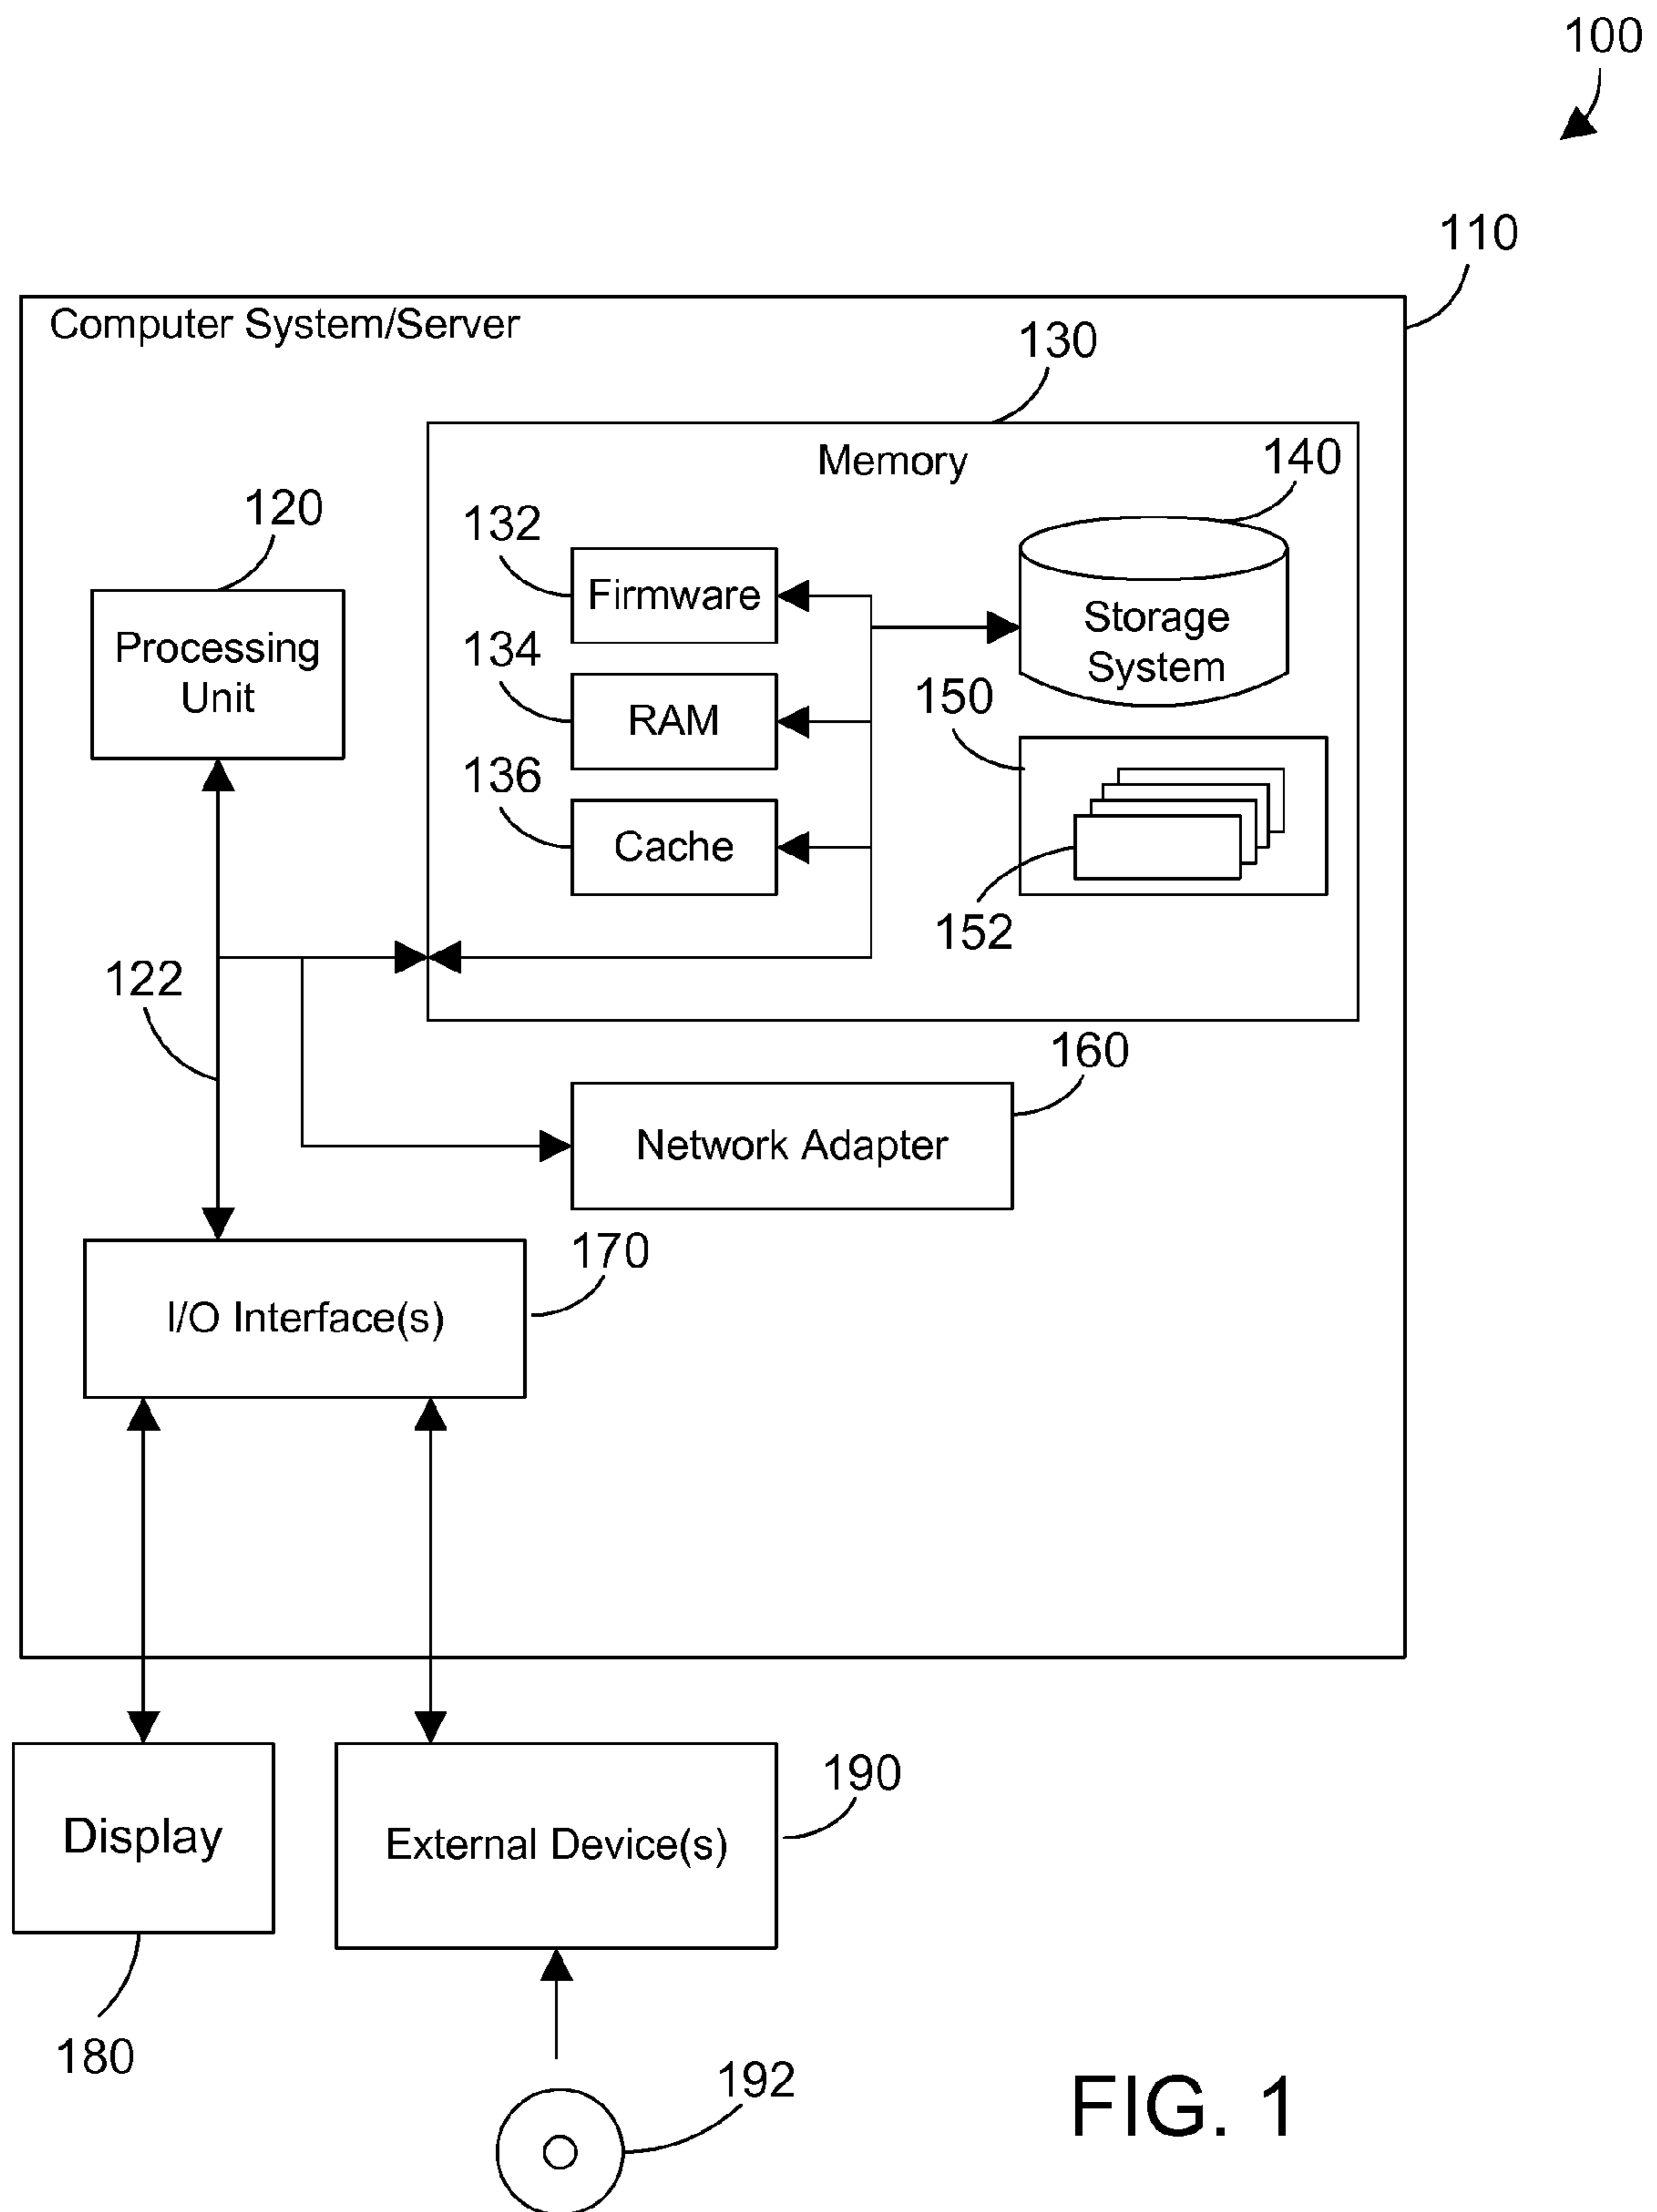 100
110
Computer System/Server
130
Memory
140
120
132
Firmware
Storage
System
Processing
Unit
134
RAM
150
136
Cache
152
122
160
Network Adapter
170
I/O Interface(s)
190
Display
External Device(s)
180
192
FIG. 1